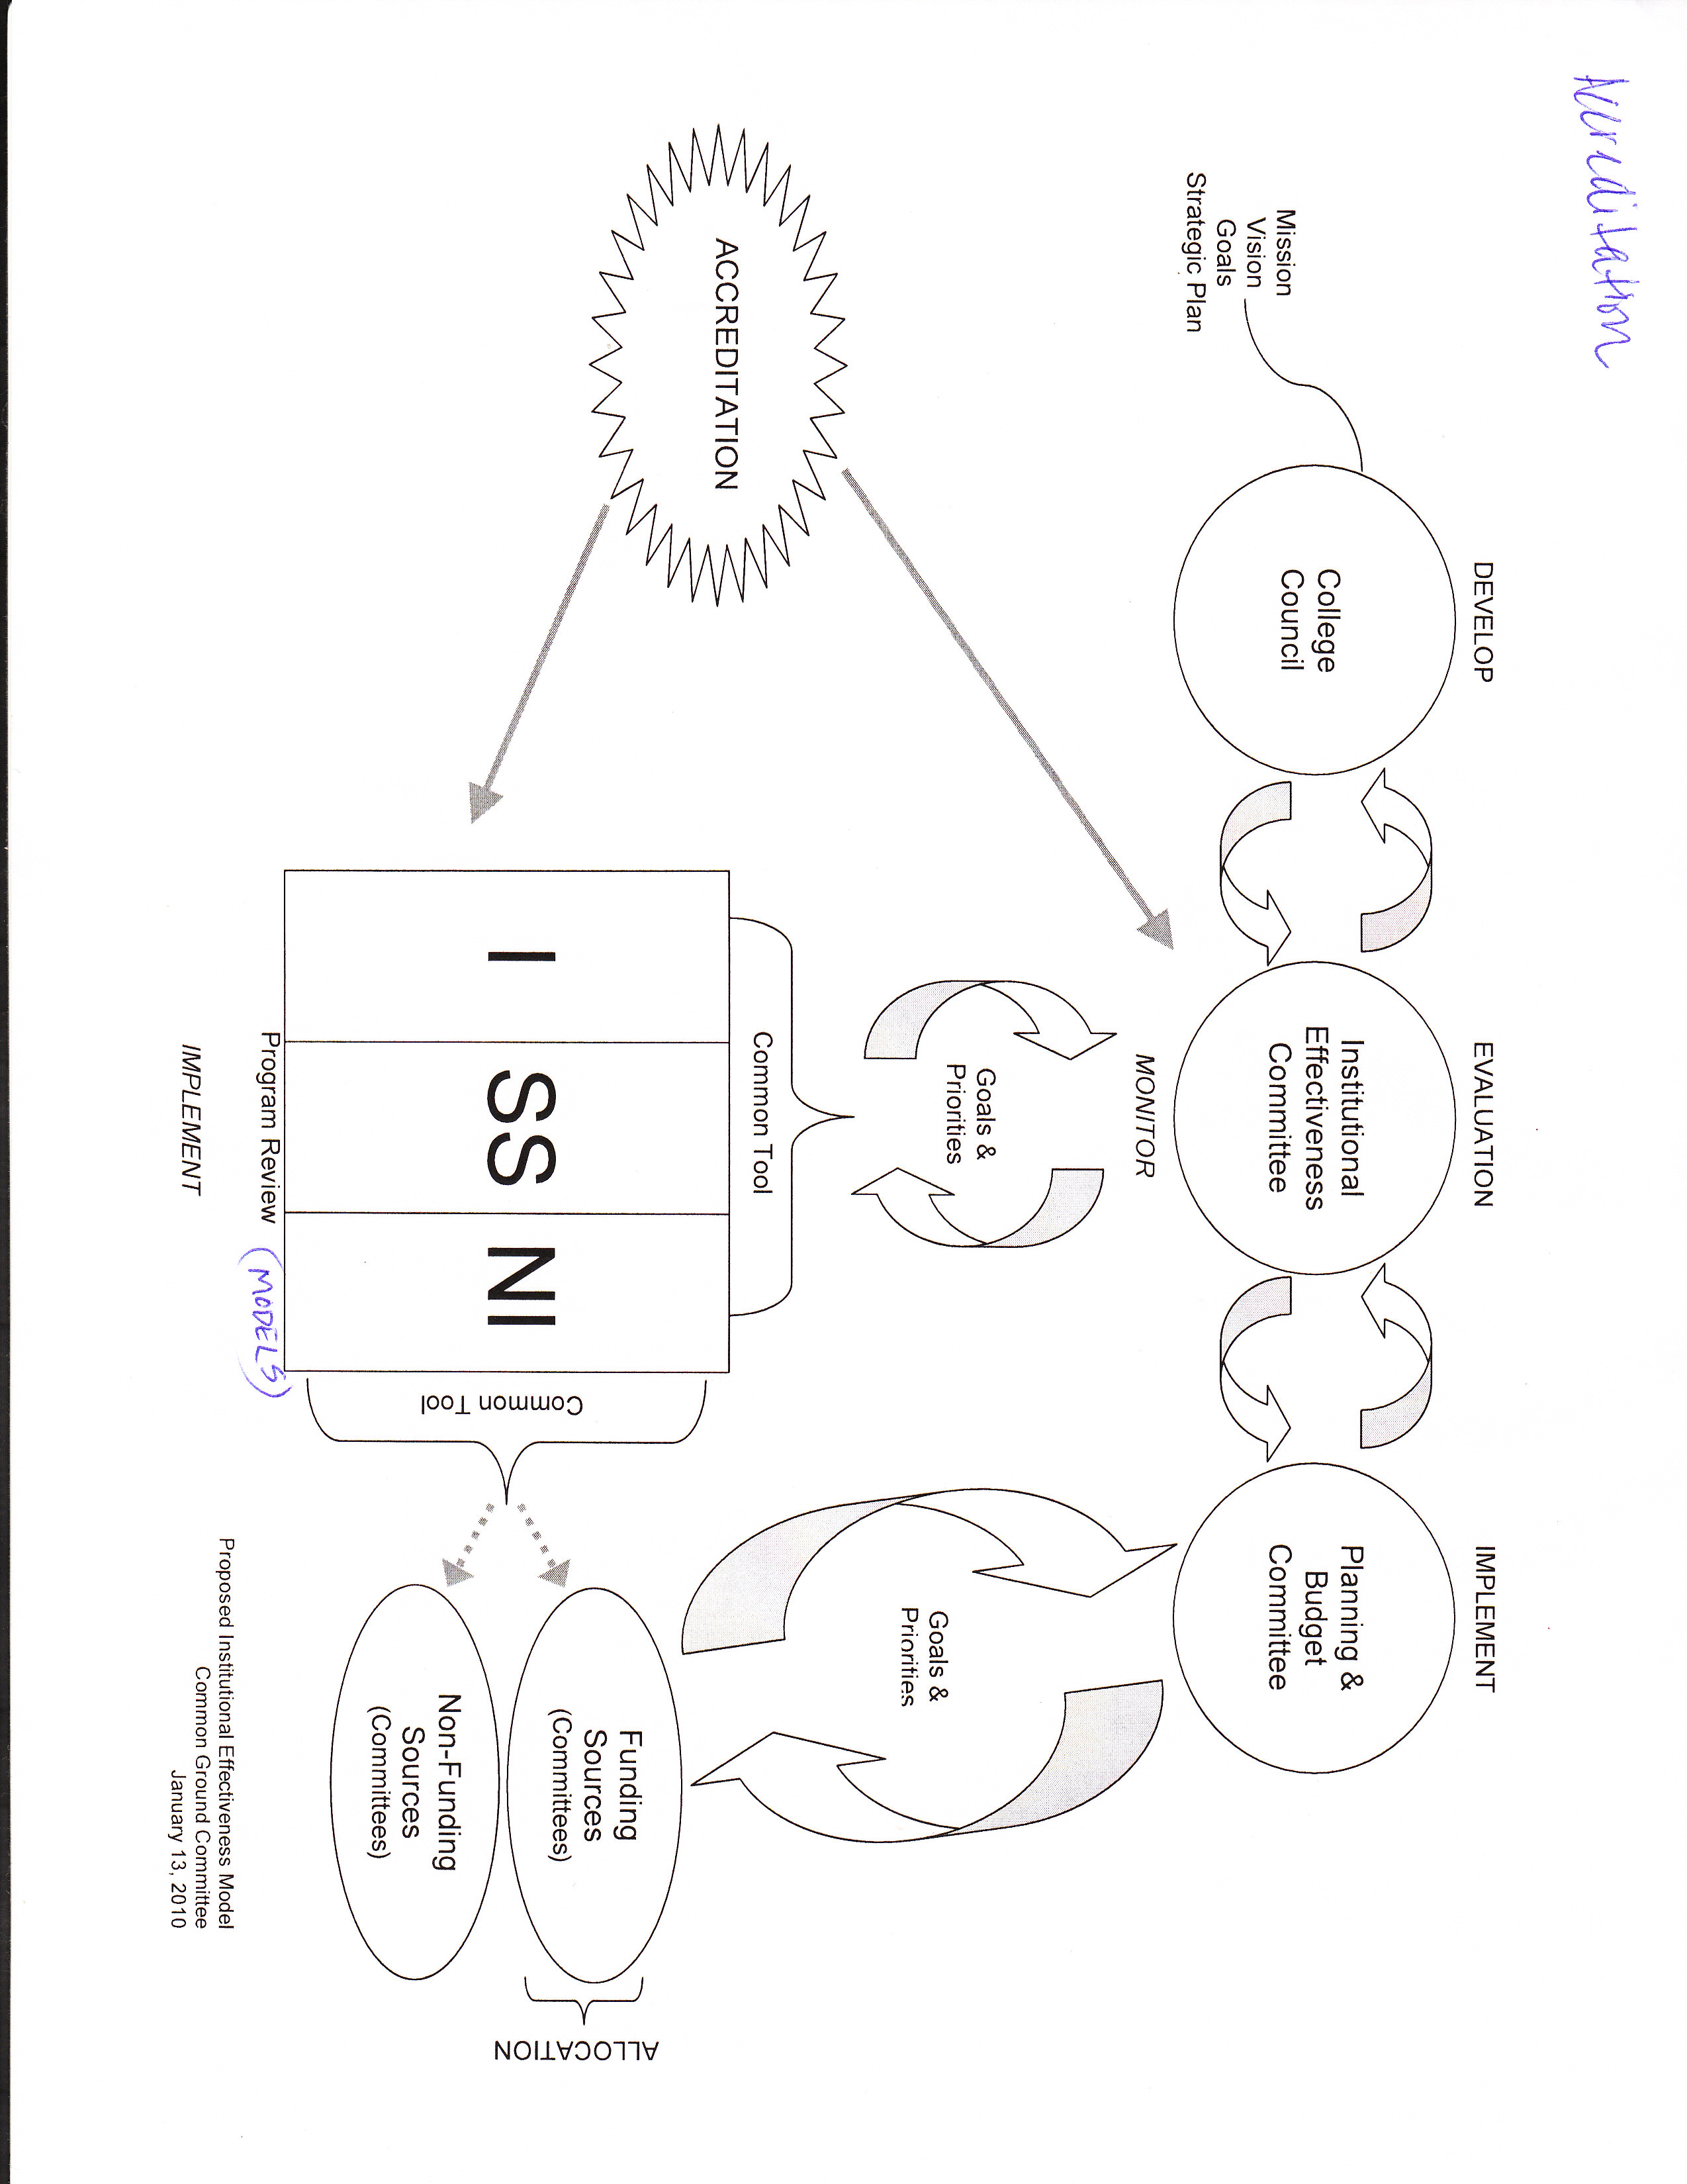 Accreditation
DEVELOP
EVALUATION
IMPLEMENT
Mission
Vision
Goals
Strategic Plan
College
Council
Institutional
Effectiveness
Committee
Planning &
Budget
Committee
MONITOR
Goals &
Priorities
Goals &
Priorities
ACCREDITATION
Common Tool
I
SS
NI
Common Tool
Program Review (MODELS)
IMPLEMENT
Funding
Sources
(Committees)
Non-Funding
Sources
(Committees)
ALLOCATION
Proposed Institutional Effectiveness Model
Common Ground Committee
January 13, 2010